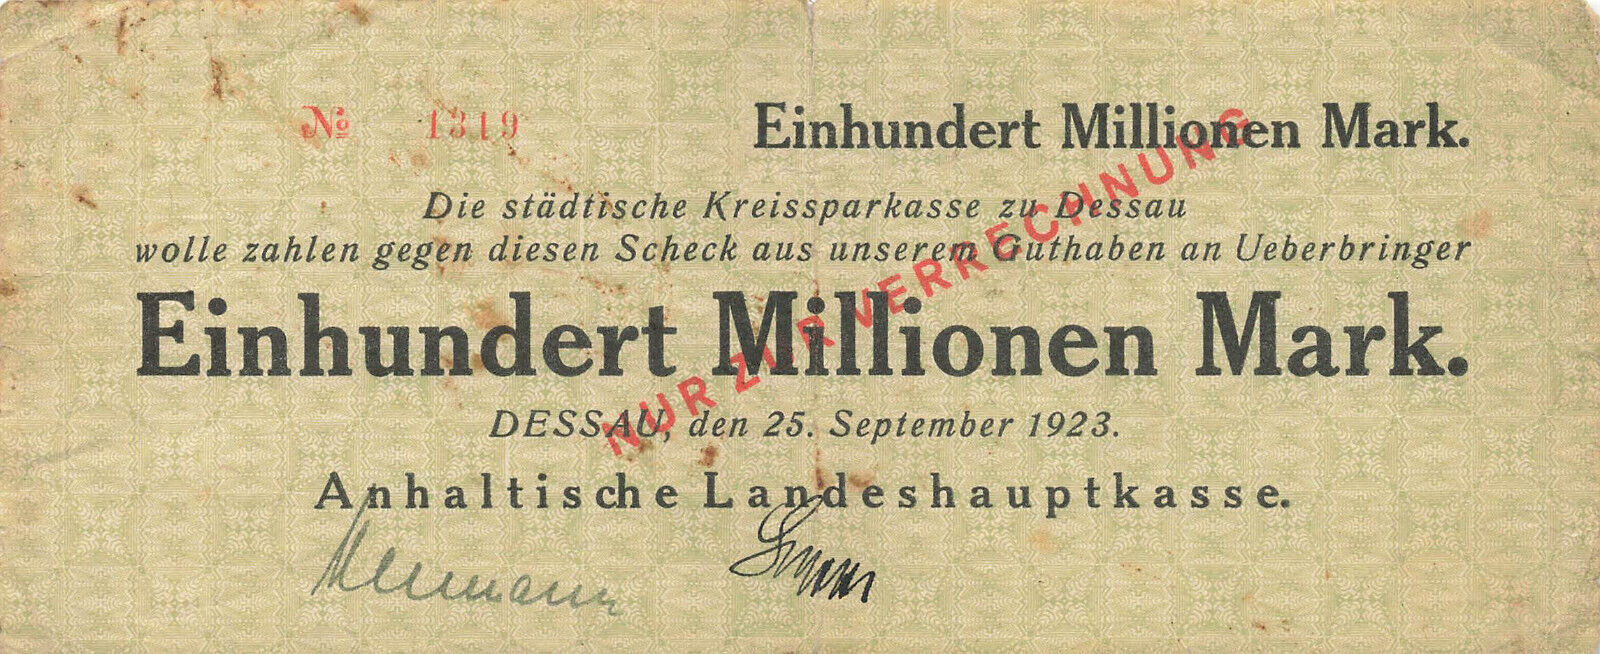 № 1319
Einhundert Millionen Mark.
Die städtische Kreissparkasse zu Dessau
wolle zahlen gegen diesen Scheck aus unserem Guthaben an Ueberbringer
Einhundert Millionen Mark.
NUR ZUR VERRECHNUNG
DESSAU, den 25. September 1923.
Anhaltische Landeshauptkasse.